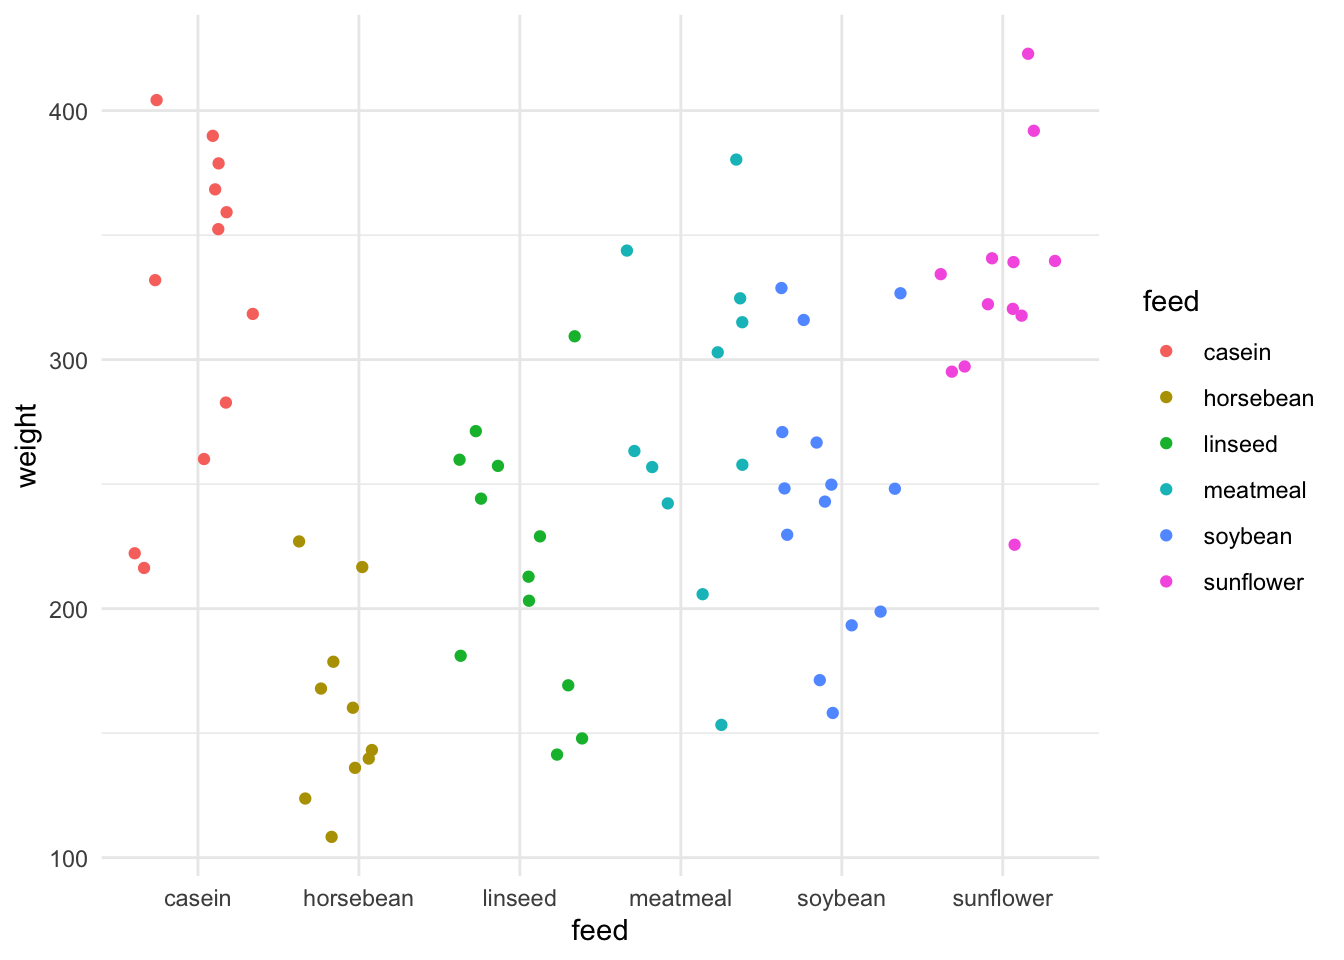 400
300
200
100
weight
casein
horsebean
linseed
meatmeal
soybean
sunflower
feed
feed
casein
horsebean
linseed
meatmeal
soybean
sunflower